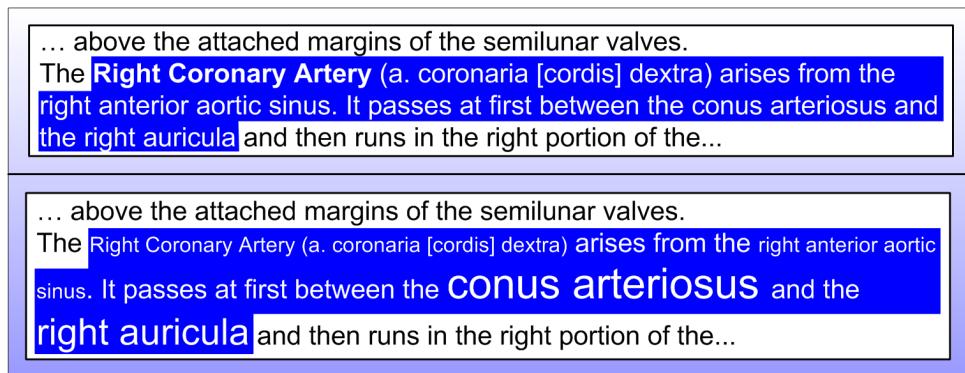 … above the attached margins of the semilunar valves.
The Right Coronary Artery (a. coronaria [cordis] dextra) arises from the
right anterior aortic sinus. It passes at first between the conus arteriosus and
the right auricula and then runs in the right portion of the...
… above the attached margins of the semilunar valves.
The Right Coronary Artery (a. coronaria [cordis] dextra) arises from the right anterior aortic
sinus. It passes at first between the conus arteriosus and the
right auricula and then runs in the right portion of the...